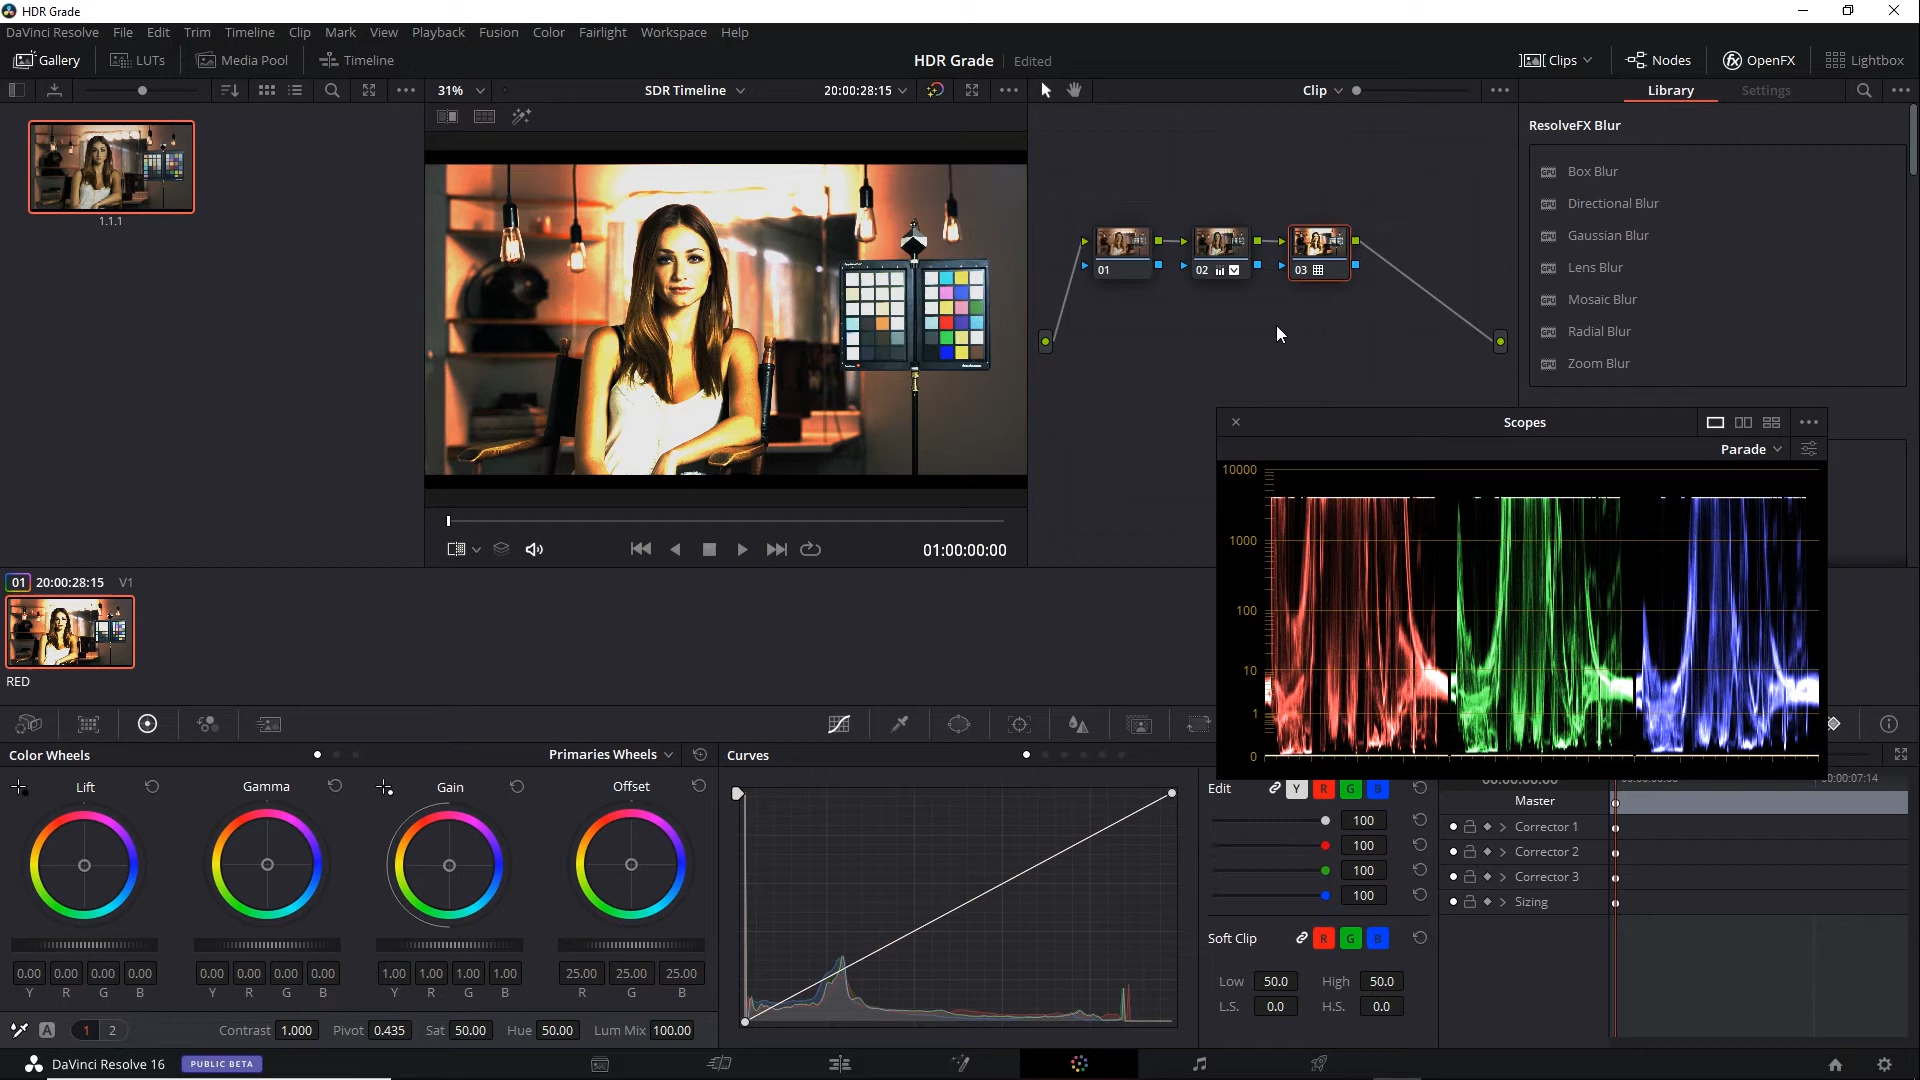 HDR Grade
DaVinci Resolve File Edit Trim Timeline Clip Mark View Playback Fusion Color Fairlight Workspace Help
Gallery LUTs Media Pool Timeline HDR Grade Edited Clips Nodes OpenFX Lightbox
31% SDR Timeline 20:00:28:15 Clip Library Settings
ResolveFX Blur
Box Blur
Directional Blur
Gaussian Blur
Lens Blur
Mosaic Blur
Radial Blur
Zoom Blur
1.1.1
01 02 03
Scopes
Parade
10000
1000
100
10
1
0
01:00:00:00
01 20:00:28:15 V1
RED
Color Wheels Primaries Wheels Curves
Lift Gamma Gain Offset
0.00 0.00 0.00 0.00 0.00 0.00 0.00 0.00 1.00 1.00 1.00 1.00 25.00 25.00 25.00
Y R G B Y R G B Y R G B R G B
A 1 2 Contrast 1.000 Pivot 0.435 Sat 50.00 Hue 50.00 Lum Mix 100.00
Edit Y R G B
100
100
100
100
Soft Clip R G B
Low 50.0 High 50.0
L.S. 0.0 H.S. 0.0
00:00:07:14
Master
Corrector 1
Corrector 2
Corrector 3
Sizing
DaVinci Resolve 16 PUBLIC BETA